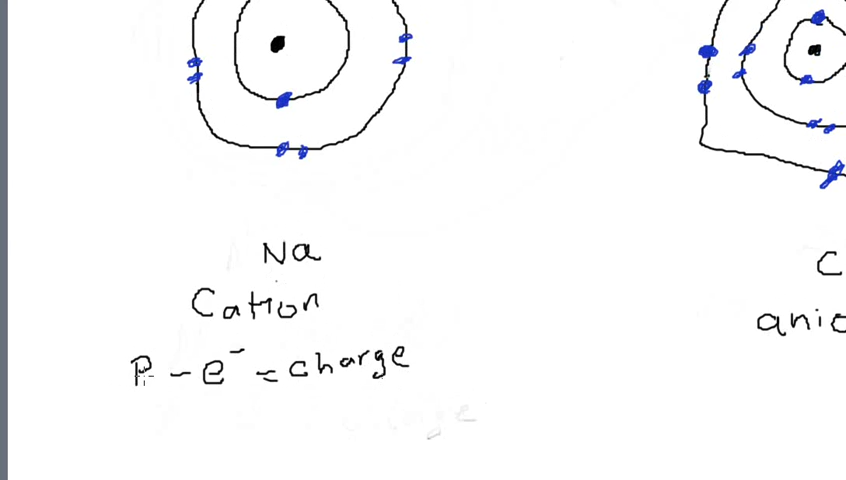 Na
Cation
P - e⁻ = charge
C
anio